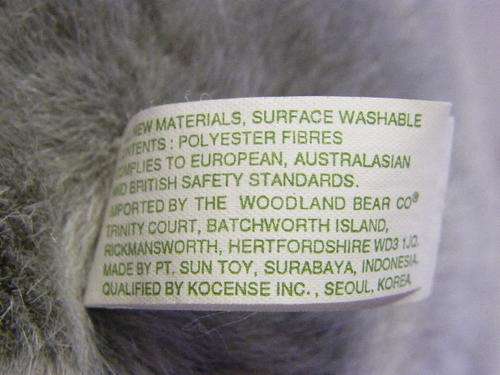 NEW MATERIALS, SURFACE WASHABLE
CONTENTS : POLYESTER FIBRES
COMPLIES TO EUROPEAN, AUSTRALASIAN
AND BRITISH SAFETY STANDARDS.
IMPORTED BY THE WOODLAND BEAR CO®
TRINITY COURT, BATCHWORTH ISLAND,
RICKMANSWORTH, HERTFORDSHIRE WD3 1JQ.
MADE BY PT. SUN TOY, SURABAYA, INDONESIA.
QUALIFIED BY KOCENSE INC. , SEOUL, KOREA